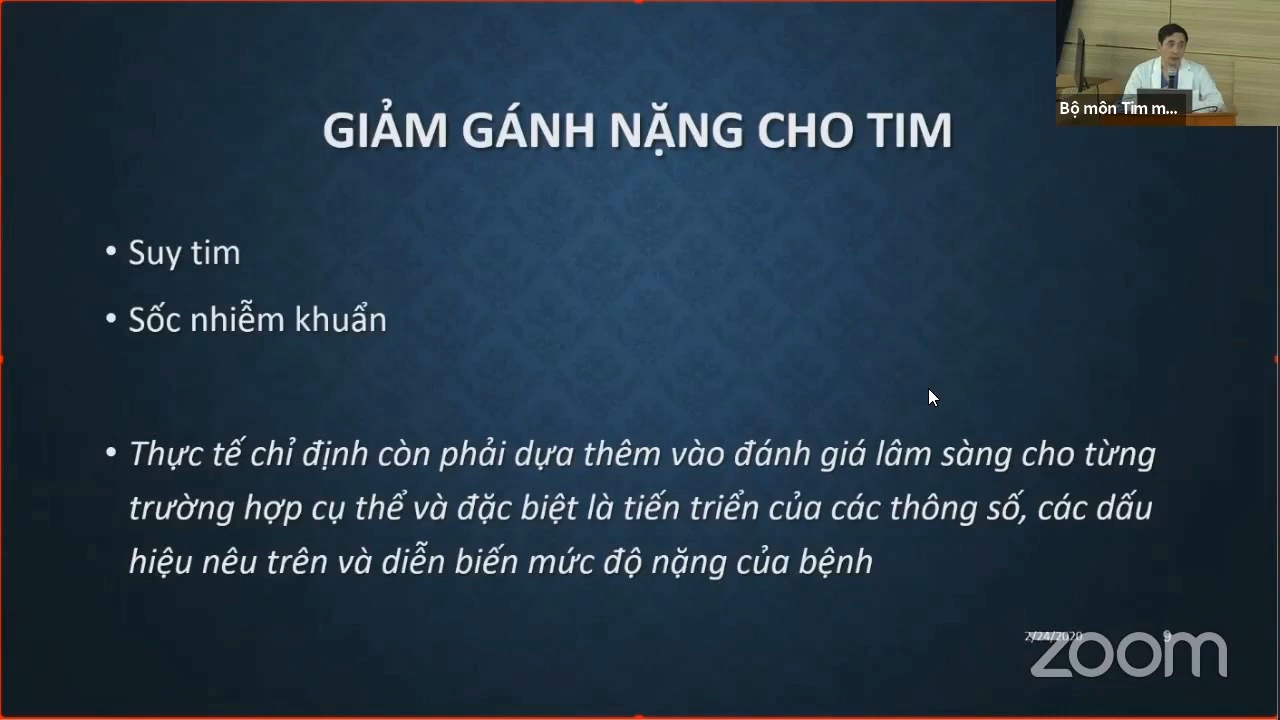 Bộ môn Tim m...
GIẢM GÁNH NẶNG CHO TIM
• Suy tim
• Sốc nhiễm khuẩn
• Thực tế chỉ định còn phải dựa thêm vào đánh giá lâm sàng cho từng
trường hợp cụ thể và đặc biệt là tiến triển của các thông số, các dấu
hiệu nêu trên và diễn biến mức độ nặng của bệnh
2/24/2020
9
zoom